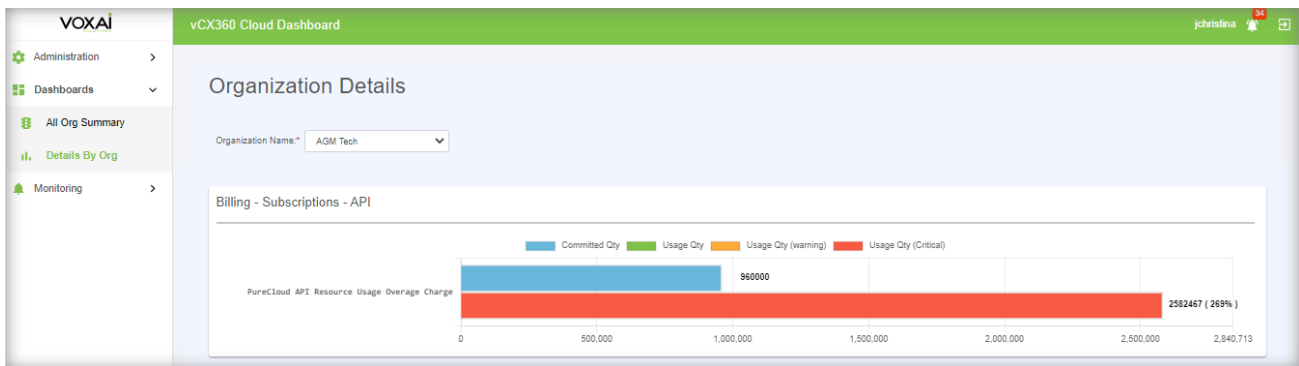 VOXAI
vCX360 Cloud Dashboard
jchristina
34
Administration
Dashboards
All Org Summary
Details By Org
Monitoring
Organization Details
Organization Name:* AGM Tech
Billing - Subscriptions - API
Committed Qty Usage Qty Usage Qty (warning) Usage Qty (Critical)
PureCloud API Resource Usage Overage Charge
960000
2582467 ( 269% )
0 500,000 1,000,000 1,500,000 2,000,000 2,500,000 2,840,713